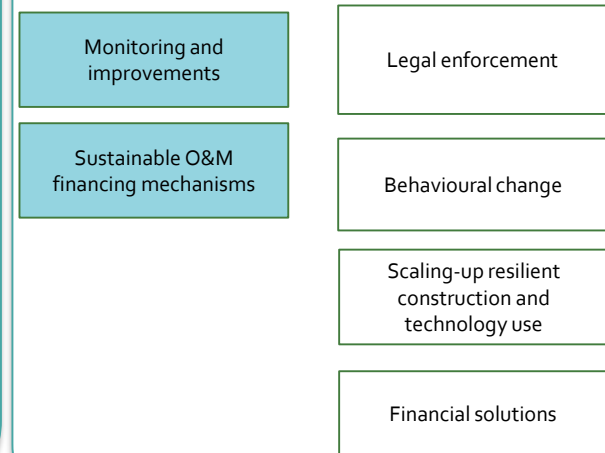 Monitoring and
improvements
Sustainable O&M
financing mechanisms
Legal enforcement
Behavioural change
Scaling-up resilient
construction and
technology use
Financial solutions